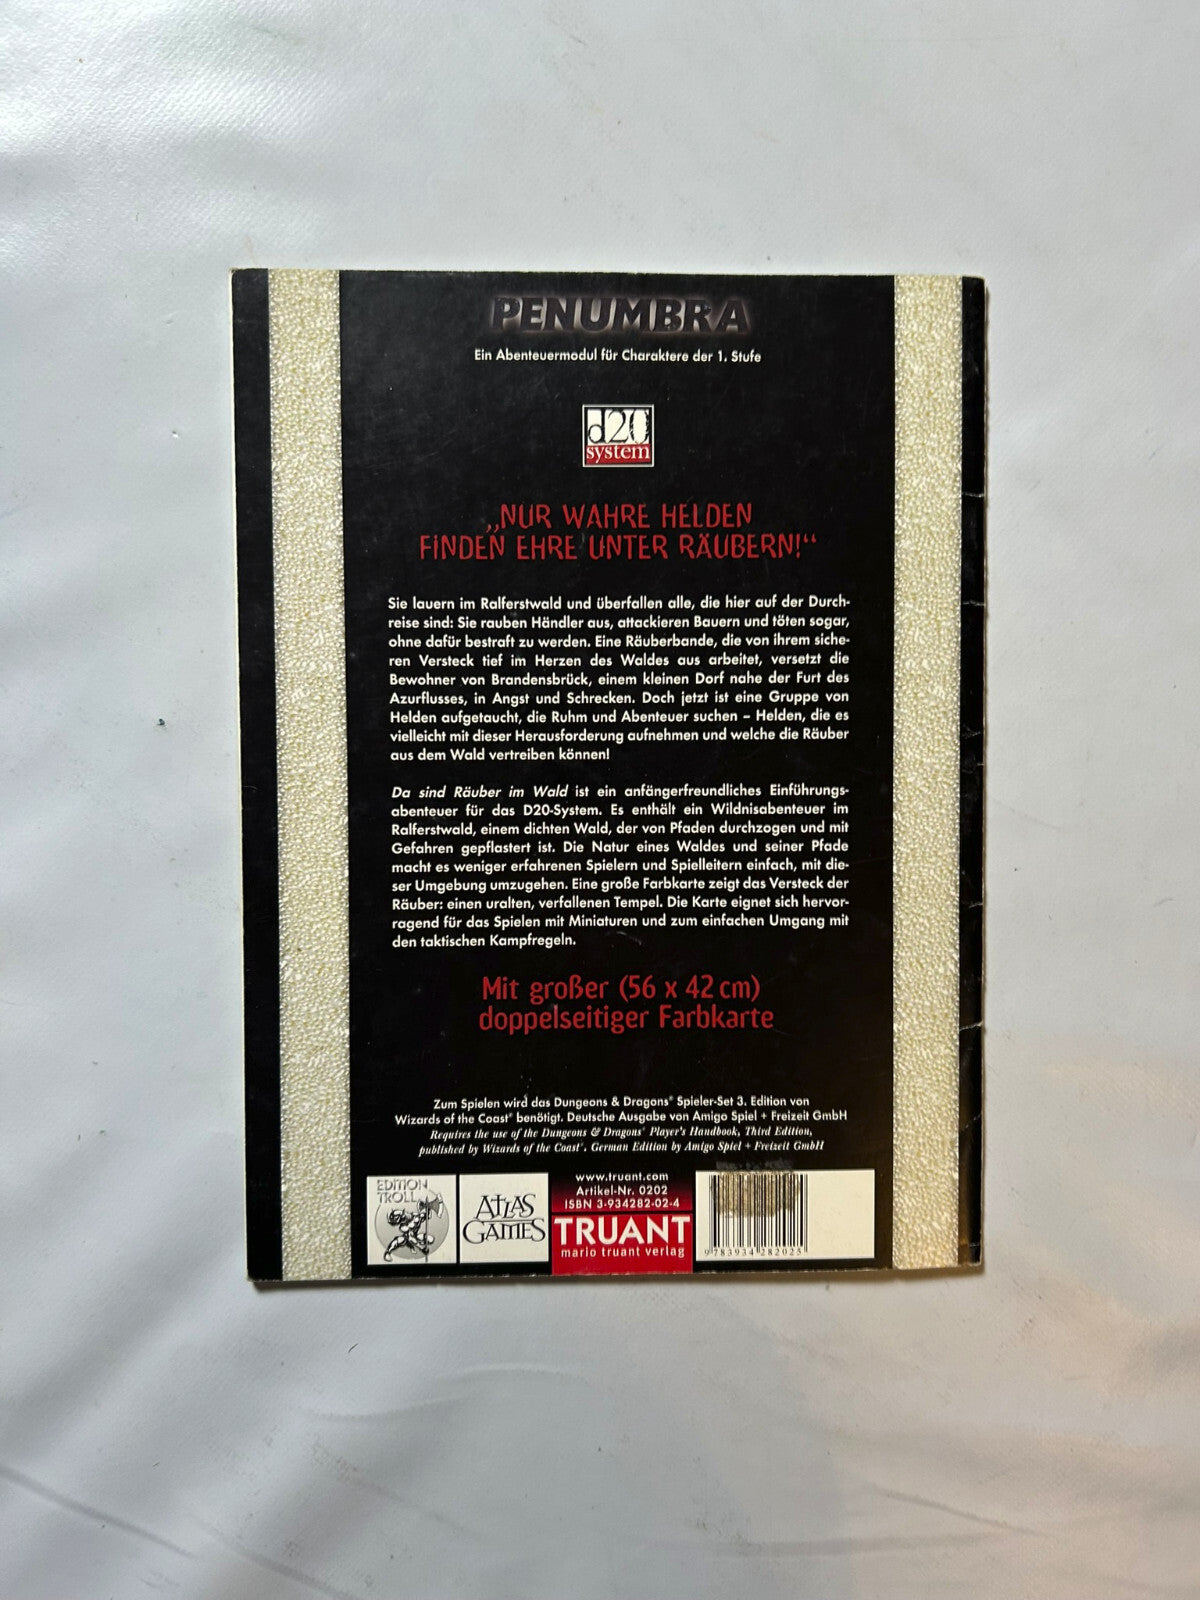 PENUMBRA
Ein Abenteuermodul für Charaktere der 1. Stufe
d20
system
„NUR WAHRE HELDEN
FINDEN EHRE UNTER RÄUBERN!“
Sie lauern im Ralferstwald und überfallen alle, die hier auf der Durch-
reise sind: Sie rauben Händler aus, attackieren Bauern und töten sogar,
ohne dafür bestraft zu werden. Eine Räuberbande, die von ihrem siche-
ren Versteck tief im Herzen des Waldes aus arbeitet, versetzt die
Bewohner von Brandensbrück, einem kleinen Dorf nahe der Furt des
Azurflusses, in Angst und Schrecken. Doch jetzt ist eine Gruppe von
Helden aufgetaucht, die Ruhm und Abenteuer suchen – Helden, die es
vielleicht mit dieser Herausforderung aufnehmen und welche die Räuber
aus dem Wald vertreiben können!
Da sind Räuber im Wald ist ein anfängerfreundliches Einführungs-
abenteuer für das D20-System. Es enthält ein Wildnisabenteuer im
Ralferstwald, einem dichten Wald, der von Pfaden durchzogen und mit
Gefahren gepflastert ist. Die Natur eines Waldes und seiner Pfade
macht es weniger erfahrenen Spielern und Spielleitern einfach, mit die-
ser Umgebung umzugehen. Eine große Farbkarte zeigt das Versteck der
Räuber: einen uralten, verfallenen Tempel. Die Karte eignet sich hervor-
ragend für das Spielen mit Miniaturen und zum einfachen Umgang mit
den taktischen Kampfregeln.
Mit großer (56 x 42 cm)
doppelseitiger Farbkarte
Zum Spielen wird das Dungeons & Dragons® Spieler-Set 3. Edition von
Wizards of the Coast® benötigt. Deutsche Ausgabe von Amigo Spiel + Freizeit GmbH
Requires the use of the Dungeons & Dragons® Player's Handbook, Third Edition,
published by Wizards of the Coast®. German Edition by Amigo Spiel + Freizeit GmbH
EDITION
TROLL
ATLAS
GAMES
www.truant.com
Artikel-Nr. 0202
ISBN 3-934282-02-4
TRUANT
mario truant verlag
9 783934 282025